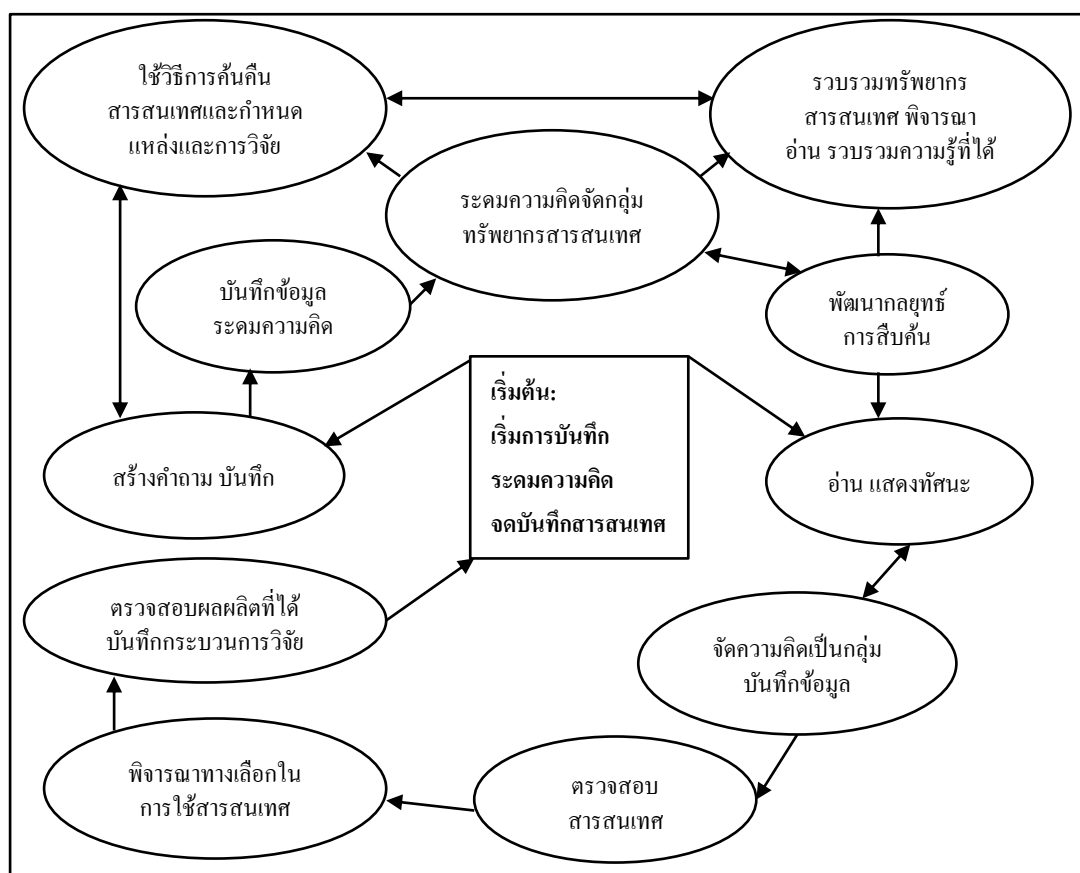 ใช้วิธีการค้นคืน
สารสนเทศและกำหนด
แหล่งและการวิจัย
รวบรวมทรัพยากร
สารสนเทศ พิจารณา
อ่าน รวบรวมความรู้ที่ได้
ระดมความคิดจัดกลุ่ม
ทรัพยากรสารสนเทศ
บันทึกข้อมูล
ระดมความคิด
พัฒนากลยุทธ์
การสืบค้น
เริ่มต้น:
เริ่มการบันทึก
ระดมความคิด
จดบันทึกสารสนเทศ
สร้างคำถาม บันทึก
อ่าน แสดงทัศนะ
ตรวจสอบผลผลิตที่ได้
บันทึกกระบวนการวิจัย
จัดความคิดเป็นกลุ่ม
บันทึกข้อมูล
พิจารณาทางเลือกใน
การใช้สารสนเทศ
ตรวจสอบ
สารสนเทศ